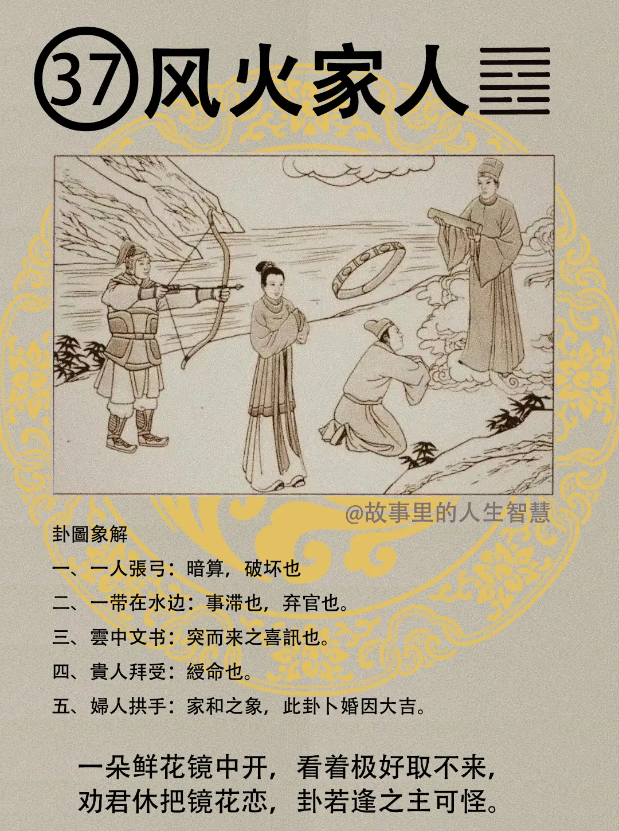 37 风火家人
@故事里的人生智慧
卦圖象解
一、一人張弓：暗算，破坏也
二、一带在水边：事滞也，弃官也。
三、雲中文书：突而来之喜訊也。
四、貴人拜受：綬命也。
五、婦人拱手：家和之象，此卦卜婚因大吉。
一朵鲜花镜中开，看着极好取不来，
劝君休把镜花恋，卦若逢之主可怪。